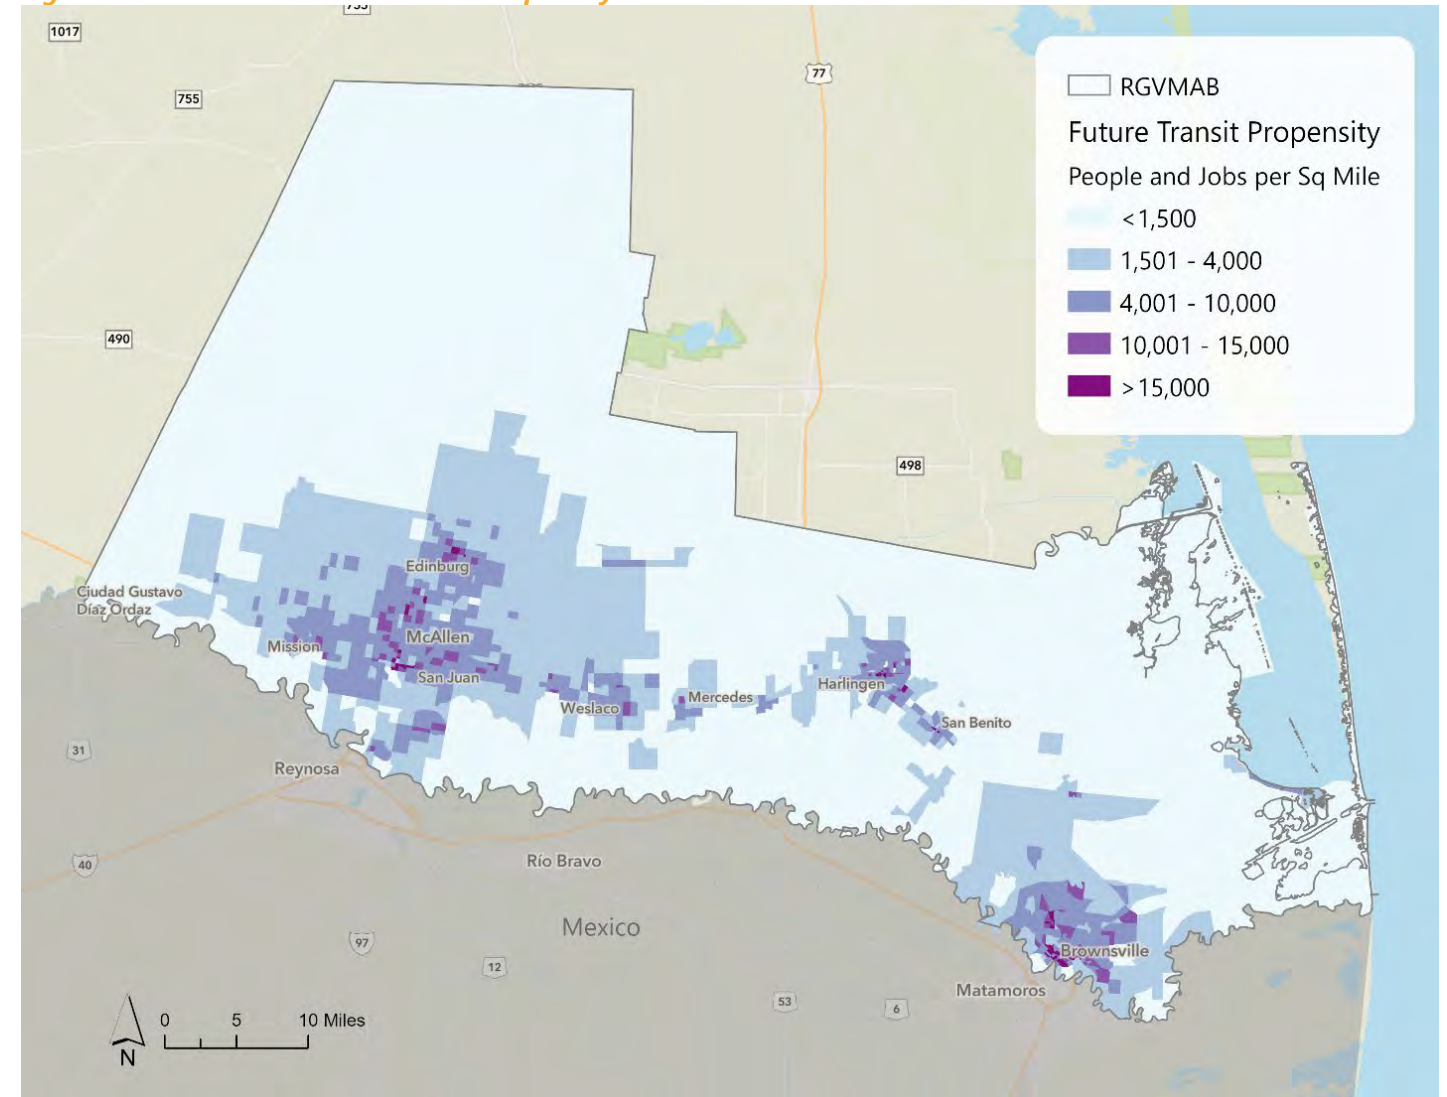 1017
755
77
RGVMAB
Future Transit Propensity
People and Jobs per Sq Mile
<1,500
1,501 - 4,000
4,001 - 10,000
10,001 - 15,000
>15,000
490
498
Edinburg
Ciudad Gustavo
Díaz Ordaz
McAllen
Mission
San Juan
Harlingen
Mercedes
Weslaco
San Benito
31
Reynosa
40
Río Bravo
Mexico
97
12
Brownsville
Matamoros
53
6
0 5 10 Miles
N